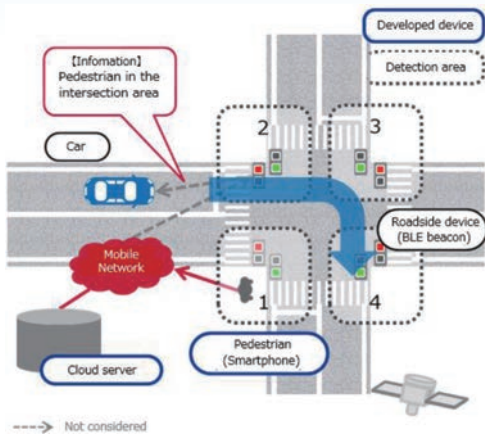 Developed device
Detection area
【Infomation】
Pedestrian in the
intersection area
Car
2
3
Roadside device
(BLE beacon)
Mobile
Network
1
4
Pedestrian
(Smartphone)
Cloud server
Not considered